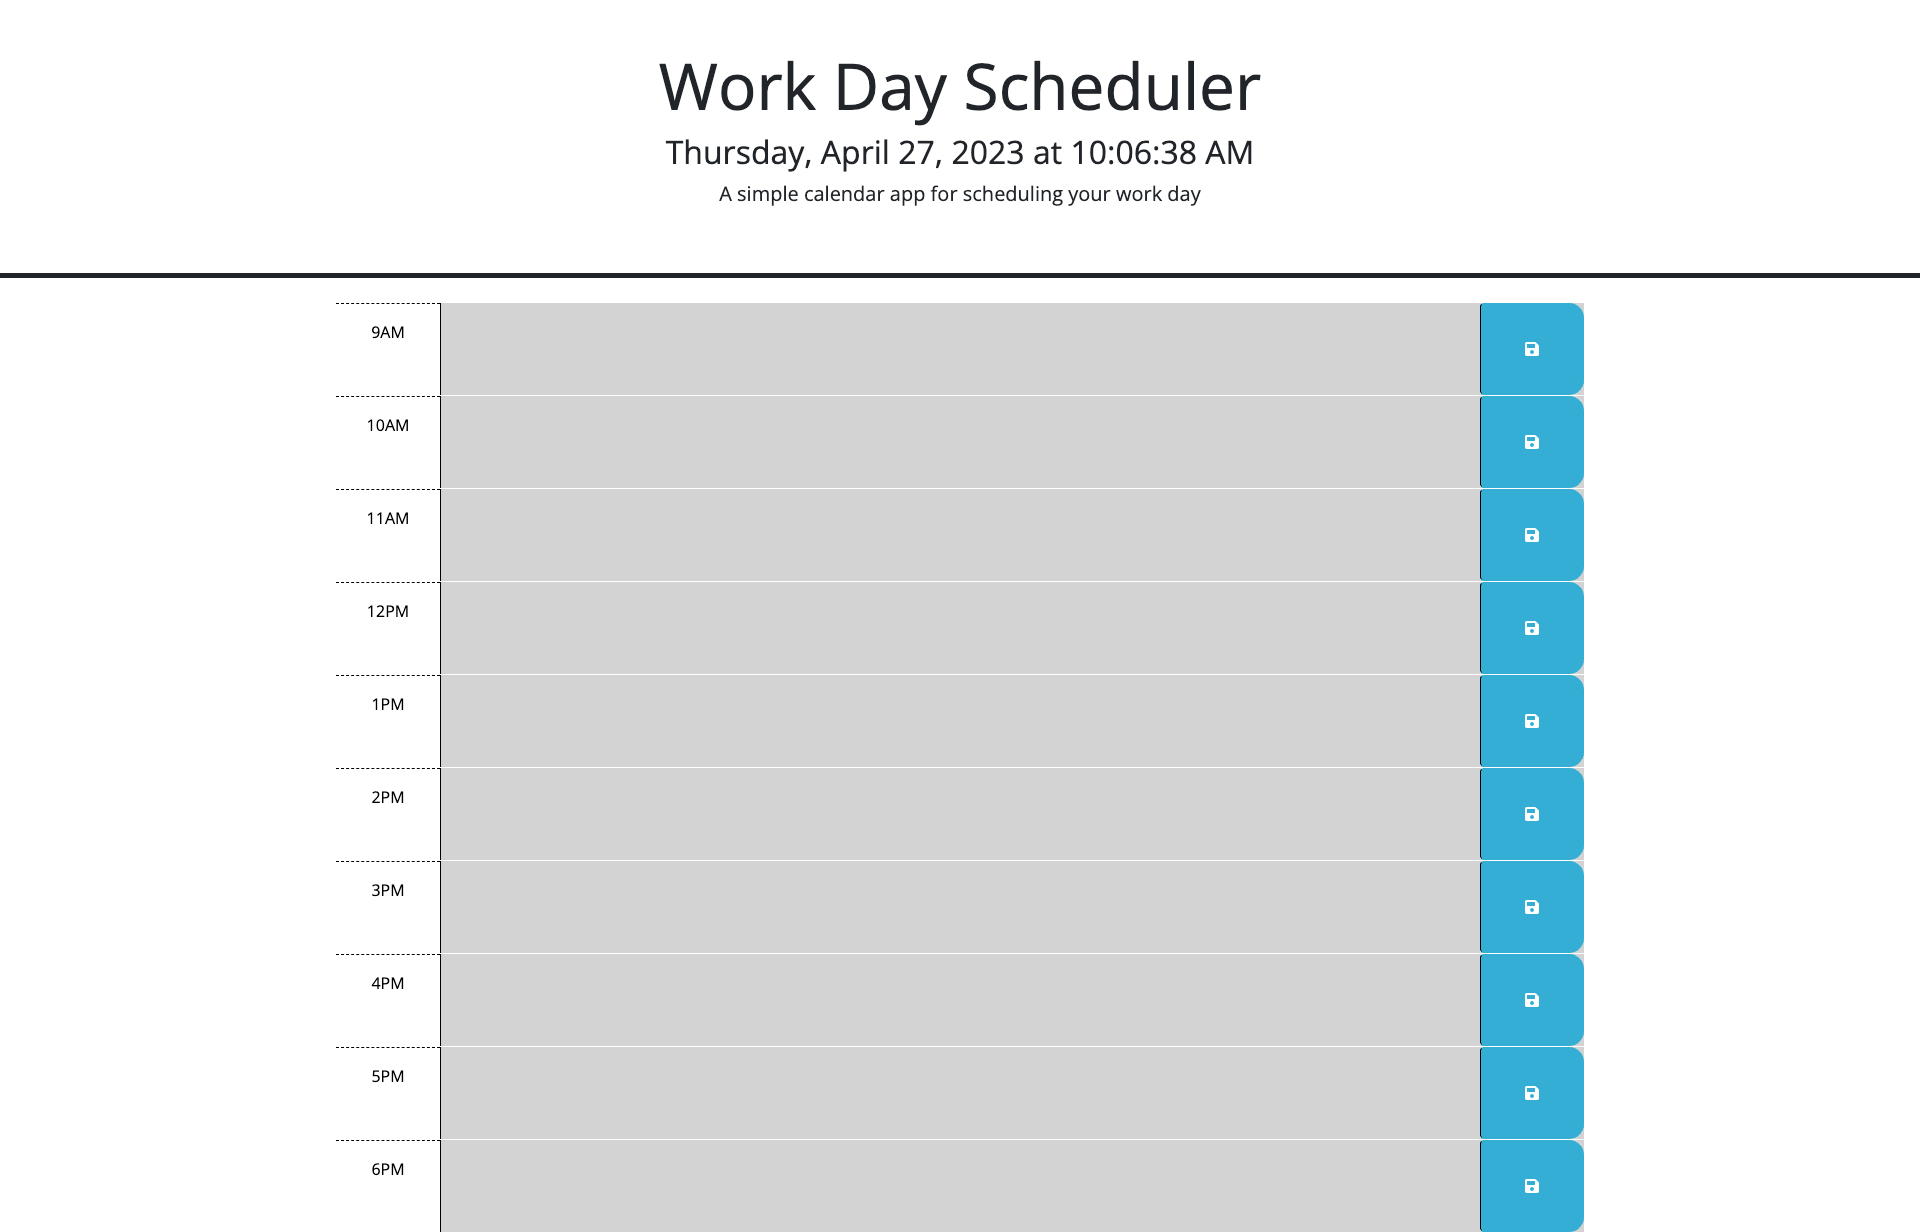 Work Day Scheduler
Thursday, April 27, 2023 at 10:06:38 AM
A simple calendar app for scheduling your work day
9AM
10AM
11AM
12PM
1PM
2PM
3PM
4PM
5PM
6PM